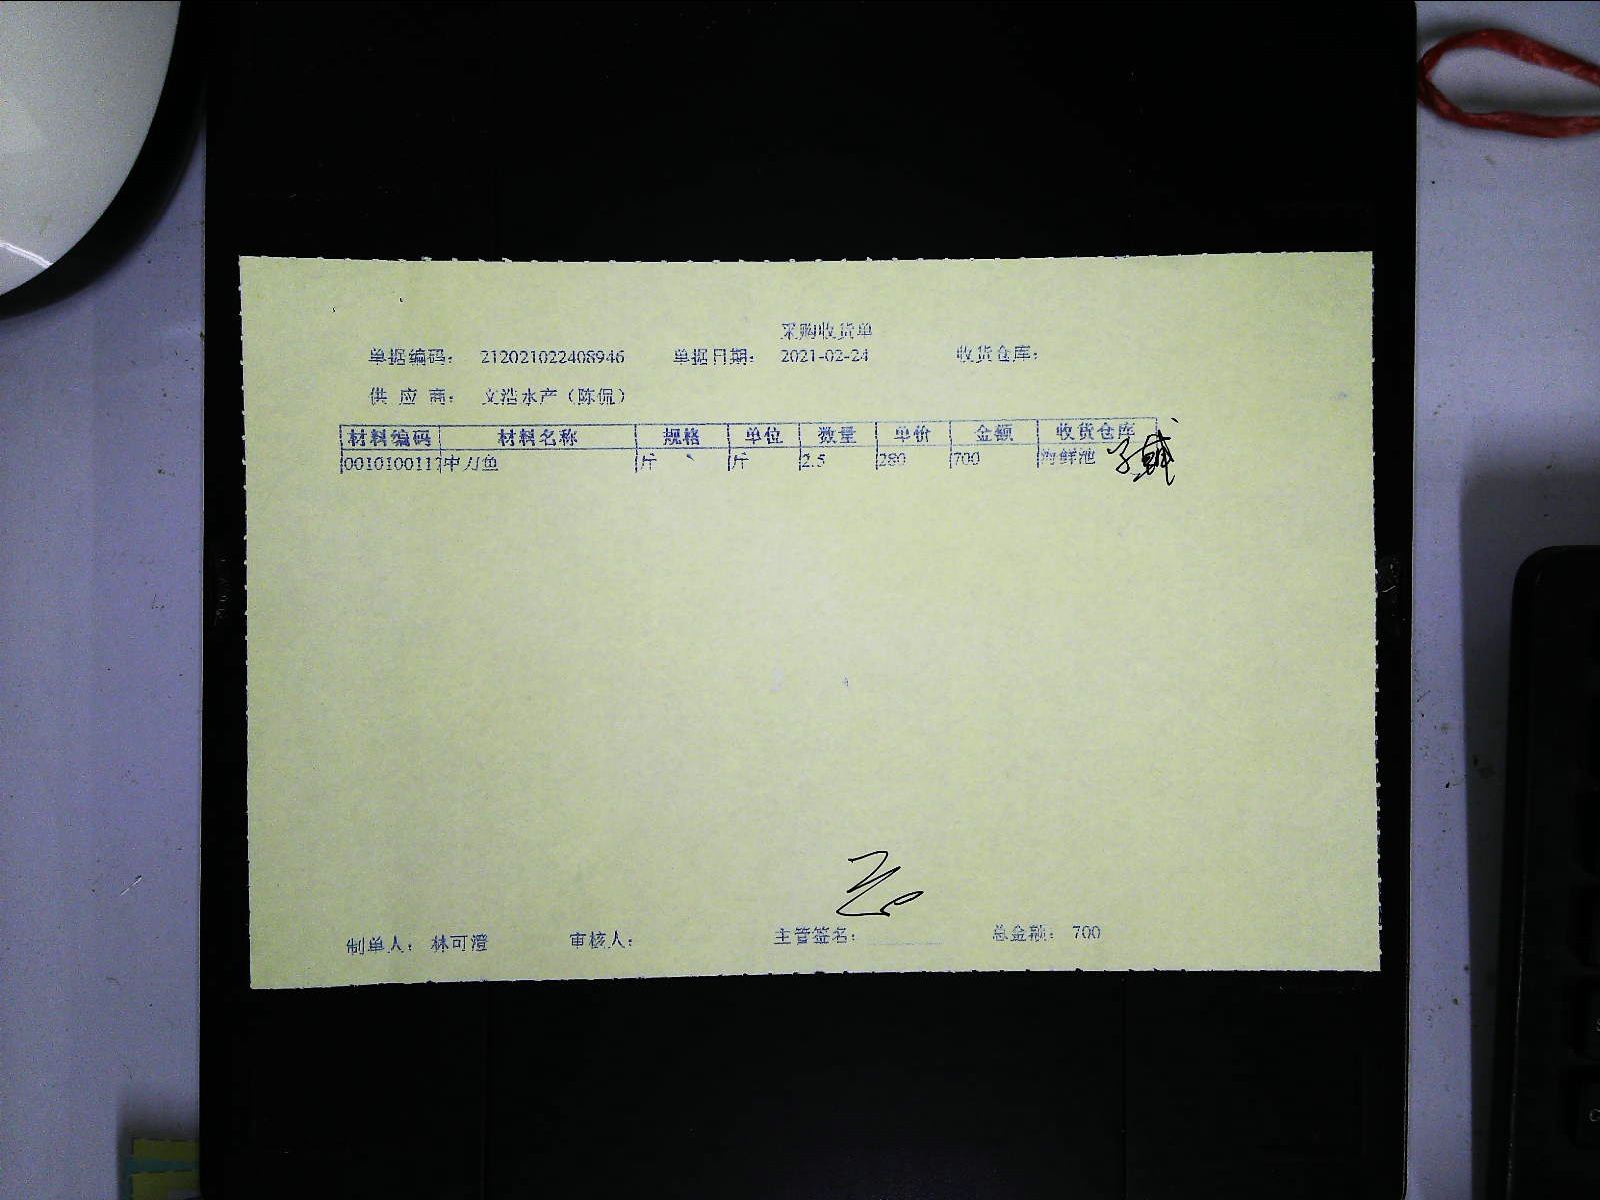 采购收货单
单据编码： 212021022408946 单据日期： 2021-02-24 收货仓库：
供 应 商： 文浩水产（陈侃）
材料编码 材料名称 规格 单位 数量 单价 金额 收货仓库
0010100117 中刀鱼 斤 斤 2.5 280 700 海鲜池
制单人： 林可澄 审核人： 主管签名： 总金额： 700